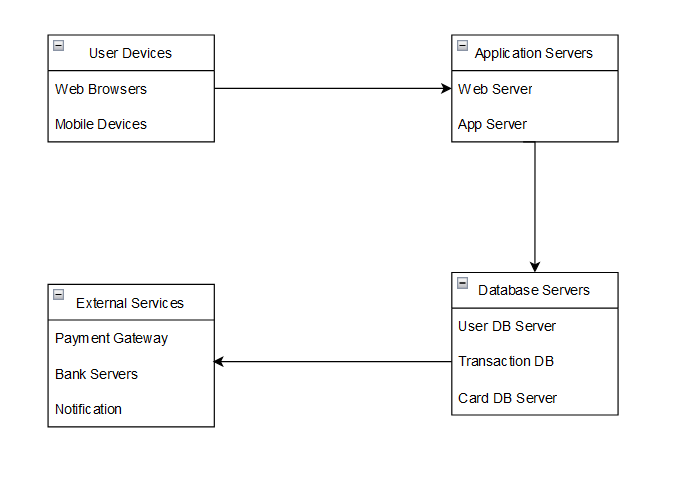 User Devices
Web Browsers
Mobile Devices
Application Servers
Web Server
App Server
External Services
Payment Gateway
Bank Servers
Notification
Database Servers
User DB Server
Transaction DB
Card DB Server